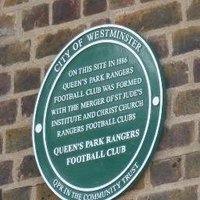 CITY OF WESTMINSTER
ON THIS SITE IN 1886
QUEEN'S PARK RANGERS
FOOTBALL CLUB WAS FORMED
WITH THE MERGER OF ST JUDE'S
INSTITUTE AND CHRIST CHURCH
RANGERS FOOTBALL CLUBS
QUEEN'S PARK RANGERS
FOOTBALL CLUB
QPR IN THE COMMUNITY TRUST